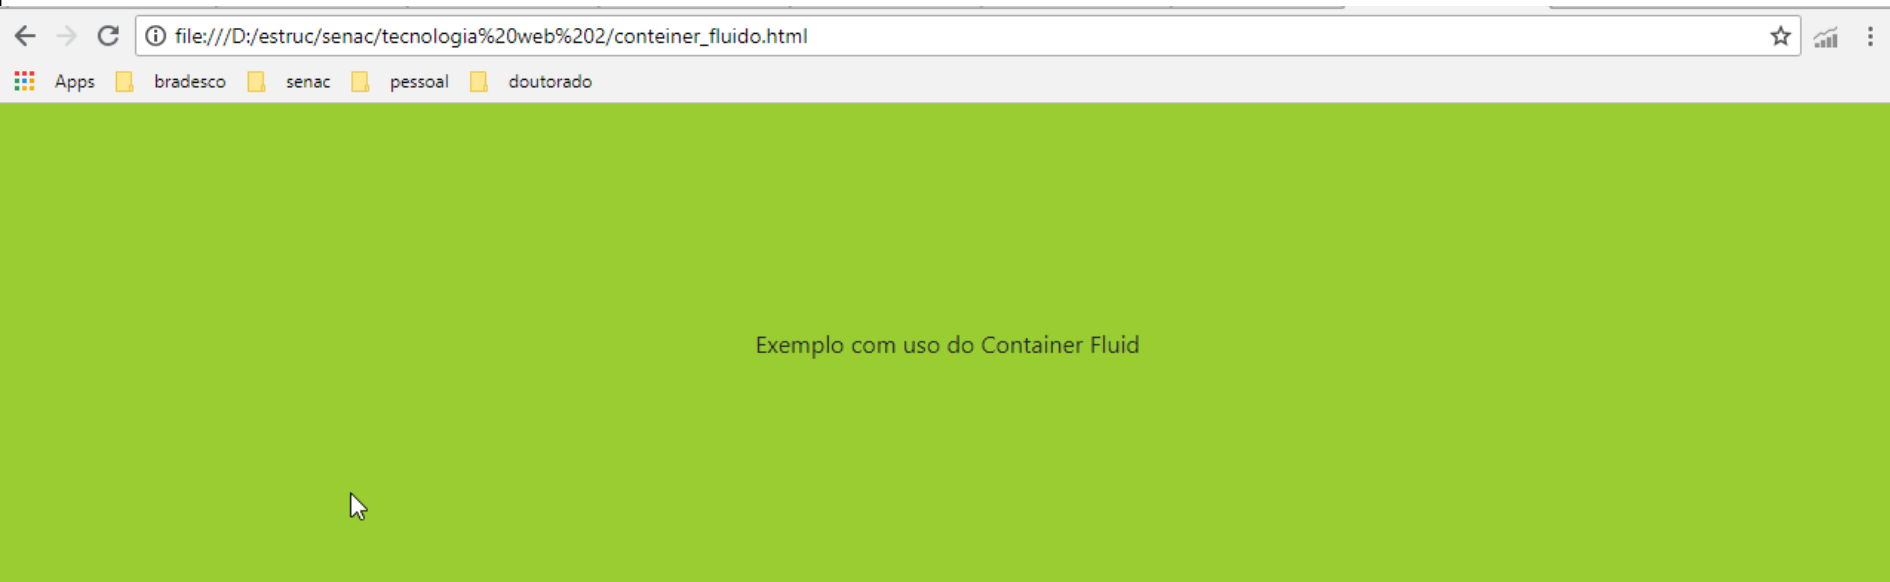 file:///D:/estruc/senac/tecnologia%20web%202/conteiner_fluido.html
Apps bradesco senac pessoal doutorado
Exemplo com uso do Container Fluid